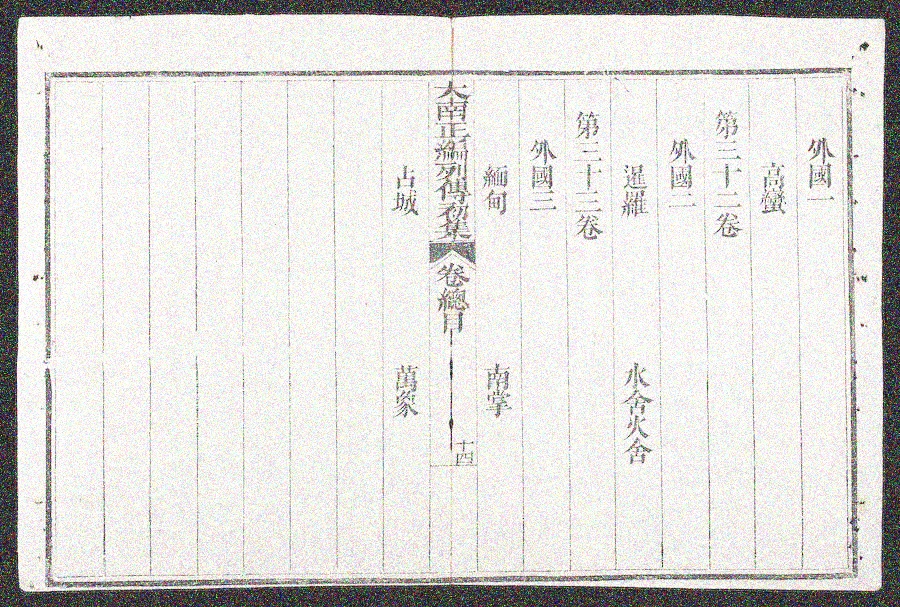 外國一
高蠻
第三十二卷
外國二
暹羅 水舍火舍
第三十三卷
外國三
緬甸 南掌
大南正編列傳初集 卷總目 十四
占城 萬象